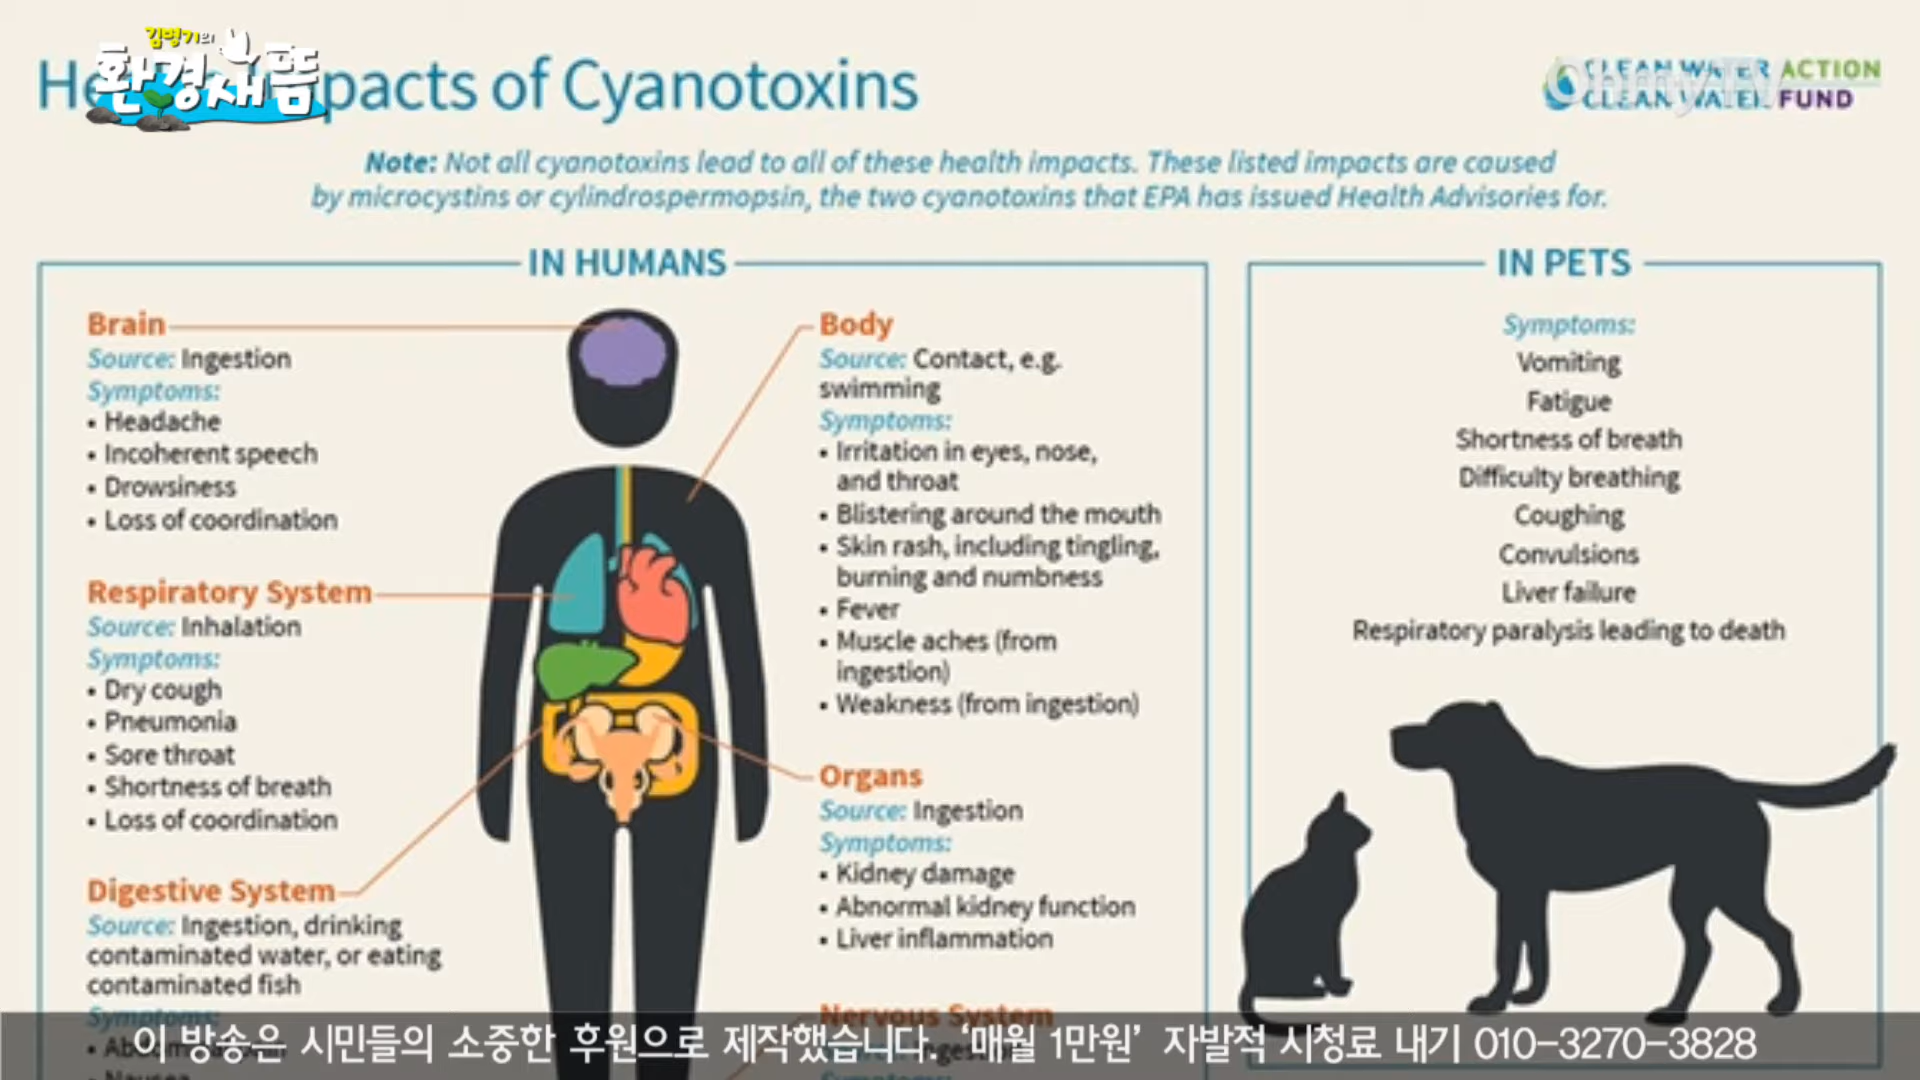 김병기의
환경새뜸
He pacts of Cyanotoxins
CLEAN WATER ACTION
CLEAN WATER FUND
OhmyTV
Note: Not all cyanotoxins lead to all of these health impacts. These listed impacts are caused
by microcystins or cylindrospermopsin, the two cyanotoxins that EPA has issued Health Advisories for.
IN HUMANS
Brain
Source: Ingestion
Symptoms:
• Headache
• Incoherent speech
• Drowsiness
• Loss of coordination
Respiratory System
Source: Inhalation
Symptoms:
• Dry cough
• Pneumonia
• Sore throat
• Shortness of breath
• Loss of coordination
Digestive System
Source: Ingestion, drinking
contaminated water, or eating
contaminated fish
Symptoms:
• Nausea
Body
Source: Contact, e.g.
swimming
Symptoms:
• Irritation in eyes, nose,
and throat
• Blistering around the mouth
• Skin rash, including tingling,
burning and numbness
• Fever
• Muscle aches (from
ingestion)
• Weakness (from ingestion)
Organs
Source: Ingestion
Symptoms:
• Kidney damage
• Abnormal kidney function
• Liver inflammation
Nervous System
Ingestion
Symptoms:
IN PETS
Symptoms:
Vomiting
Fatigue
Shortness of breath
Difficulty breathing
Coughing
Convulsions
Liver failure
Respiratory paralysis leading to death
이 방송은 시민들의 소중한 후원으로 제작했습니다. ‘매월 1만원’ 자발적 시청료 내기 010-3270-3828